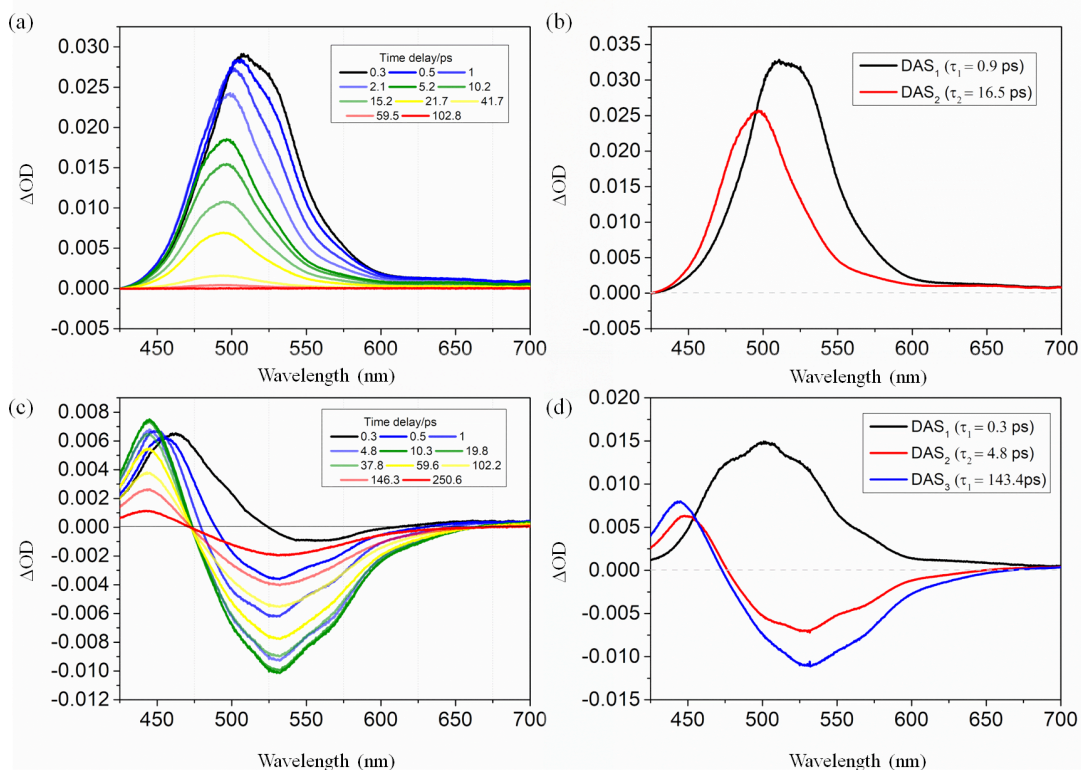 (a)
0.030
0.025
0.020
0.015
0.010
0.005
0.000
-0.005
ΔOD
Time delay/ps
0.3 0.5 1
2.1 5.2 10.2
15.2 21.7 41.7
59.5 102.8
450 500 550 600 650 700
Wavelength (nm)
(b)
0.035
0.030
0.025
0.020
0.015
0.010
0.005
0.000
-0.005
ΔOD
DAS₁ (τ₁ = 0.9 ps)
DAS₂ (τ₂ = 16.5 ps)
450 500 550 600 650 700
Wavelength (nm)
(c)
0.008
0.006
0.004
0.002
0.000
-0.002
-0.004
-0.006
-0.008
-0.010
-0.012
ΔOD
Time delay/ps
0.3 0.5 1
4.8 10.3 19.8
37.8 59.6 102.2
146.3 250.6
450 500 550 600 650 700
Wavelength (nm)
(d)
0.020
0.015
0.010
0.005
0.000
-0.005
-0.010
-0.015
ΔOD
DAS₁ (τ₁ = 0.3 ps)
DAS₂ (τ₂ = 4.8 ps)
DAS₃ (τ₁ = 143.4ps)
450 500 550 600 650 700
Wavelength (nm)